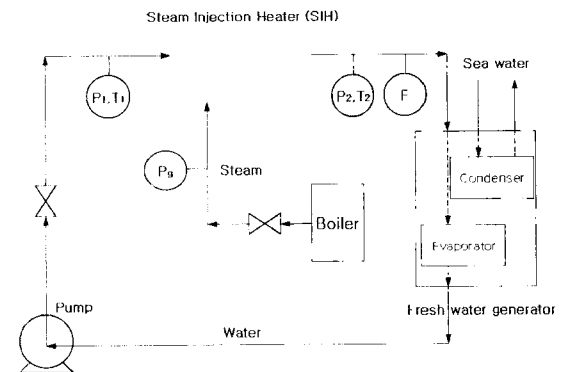 Steam Injection Heater (SIH)
P1,T1
P2,T2
F
Sea water
Pg
Steam
Condenser
Boiler
Evaporator
Pump
Fresh water generator
Water